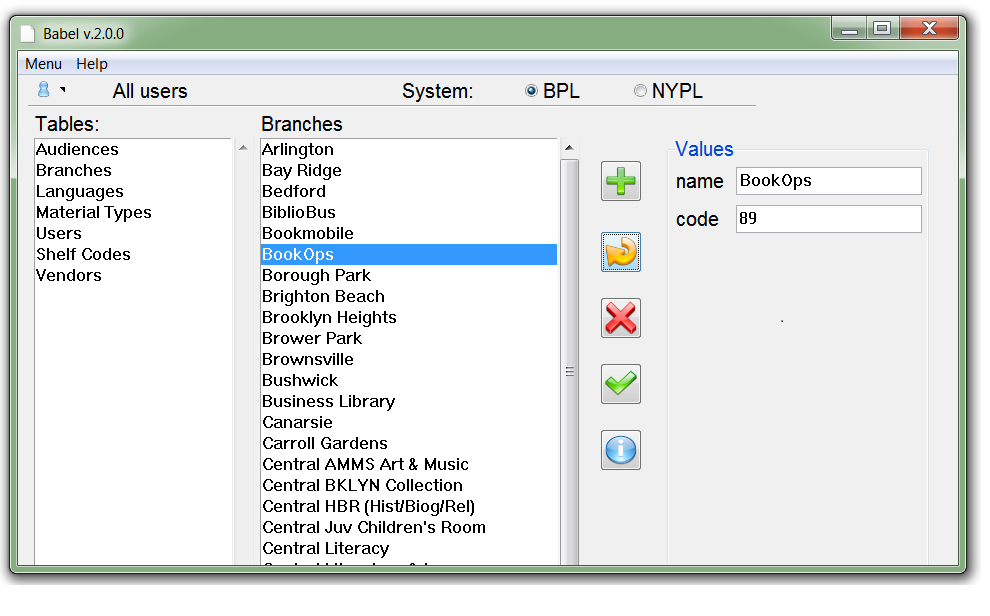 Babel v.2.0.0
Menu Help
All users System: BPL NYPL
Tables:
Audiences
Branches
Languages
Material Types
Users
Shelf Codes
Vendors
Branches
Arlington
Bay Ridge
Bedford
BiblioBus
Bookmobile
BookOps
Borough Park
Brighton Beach
Brooklyn Heights
Brower Park
Brownsville
Bushwick
Business Library
Canarsie
Carroll Gardens
Central AMMS Art & Music
Central BKLYN Collection
Central HBR (Hist/Biog/Rel)
Central Juv Children's Room
Central Literacy
Values
name BookOps
code 89
.